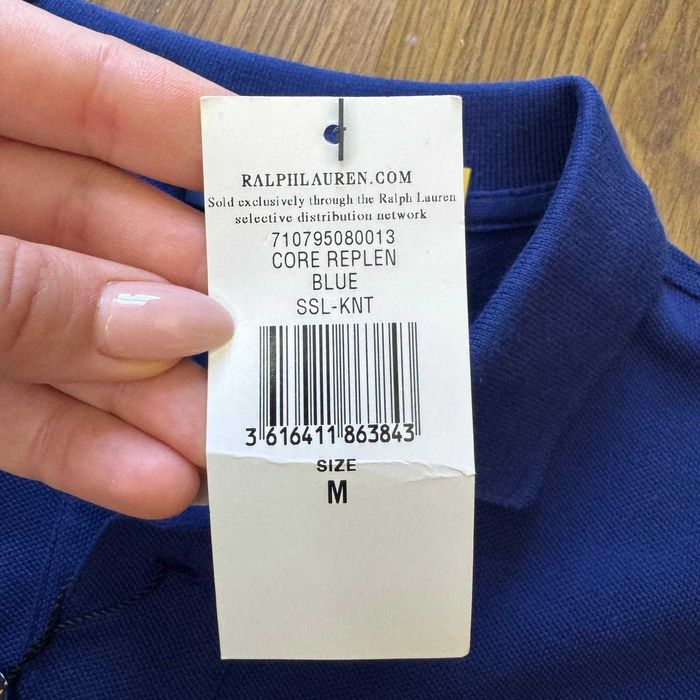 RALPHLAUREN.COM
Sold exclusively through the Ralph Lauren
selective distribution network
710795080013
CORE REPLEN
BLUE
SSL-KNT
3 616411 863843
SIZE
M